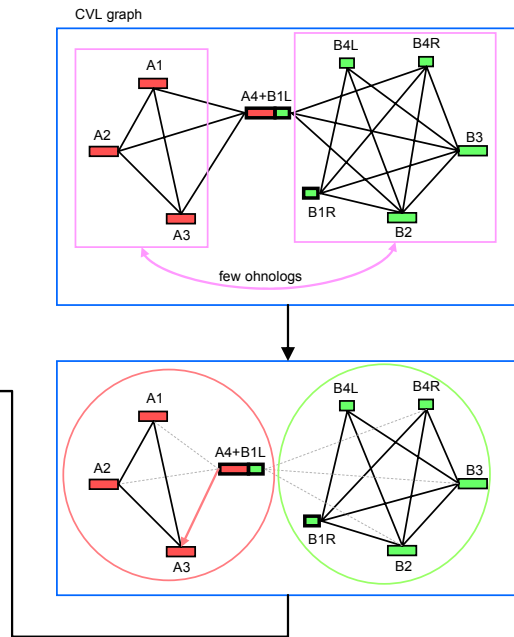 CVL graph
B4L
B4R
A1
A4+B1L
A2
B3
B1R
A3
B2
few ohnologs
B4L
B4R
A1
A4+B1L
A2
B3
B1R
A3
B2